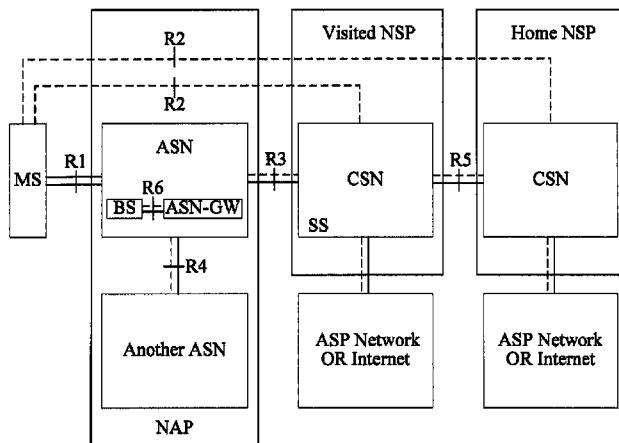 R2
Visited NSP
Home NSP
R2
MS
R1
ASN
R3
CSN
R5
CSN
R6
BS
ASN-GW
SS
R4
Another ASN
ASP Network
OR Internet
ASP Network
OR Internet
NAP